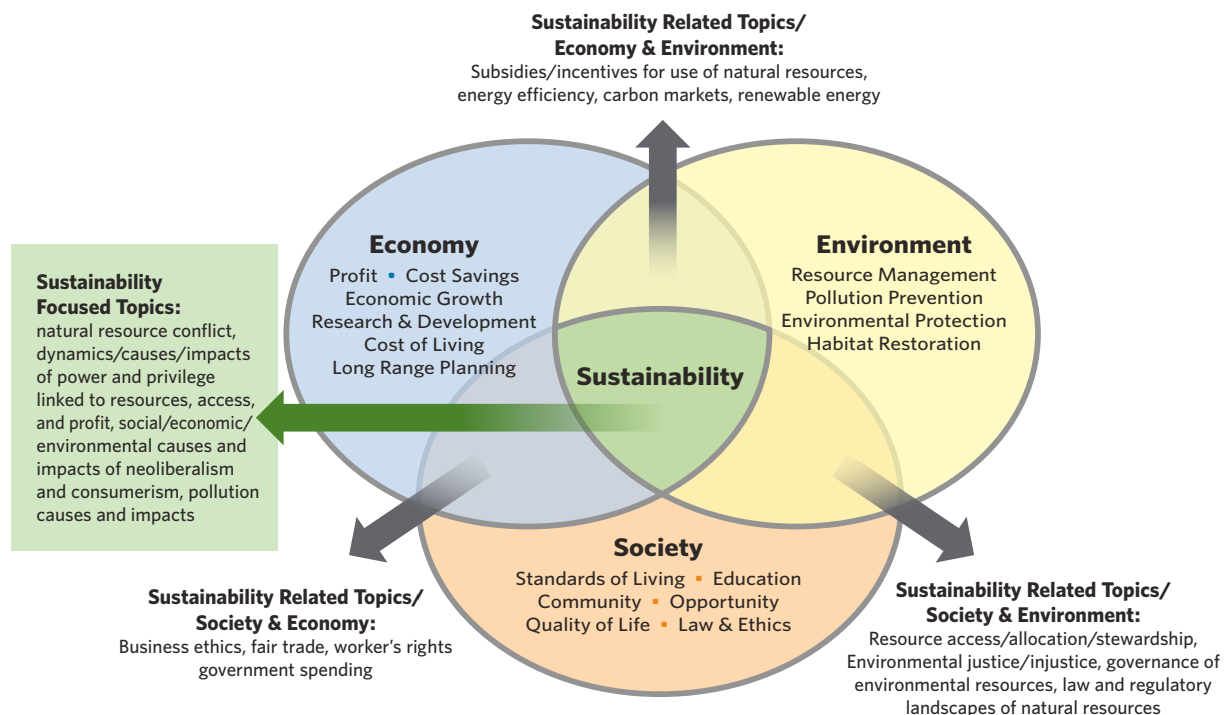 Sustainability Related Topics/
Economy & Environment:
Subsidies/incentives for use of natural resources,
energy efficiency, carbon markets, renewable energy
Economy
Profit ▪ Cost Savings
Economic Growth
Research & Development
Cost of Living
Long Range Planning
Environment
Resource Management
Pollution Prevention
Environmental Protection
Habitat Restoration
Sustainability
Focused Topics:
natural resource conflict,
dynamics/causes/impacts
of power and privilege
linked to resources, access,
and profit, social/economic/
environmental causes and
impacts of neoliberalism
and consumerism, pollution
causes and impacts
Sustainability
Society
Standards of Living ▪ Education
Community ▪ Opportunity
Quality of Life ▪ Law & Ethics
Sustainability Related Topics/
Society & Economy:
Business ethics, fair trade, worker’s rights
government spending
Sustainability Related Topics/
Society & Environment:
Resource access/allocation/stewardship,
Environmental justice/injustice, governance of
environmental resources, law and regulatory
landscapes of natural resources